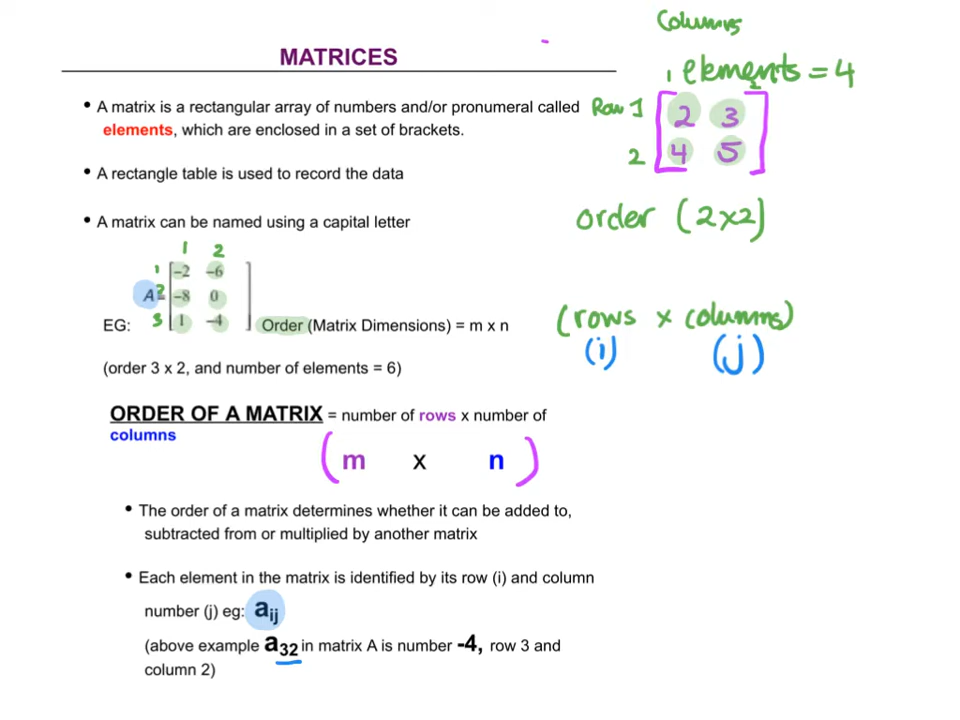 Columns
MATRICES
1 elements = 4
2
• A matrix is a rectangular array of numbers and/or pronumeral called
elements, which are enclosed in a set of brackets.
Row 1 [2 3
2 4 5]
• A rectangle table is used to record the data
• A matrix can be named using a capital letter
order (2x2)
1 2
1 [-2 -6
A = 2 -8 0
3 1 -4]
EG: Order (Matrix Dimensions) = m x n
(rows x columns)
(i) (j)
(order 3 x 2, and number of elements = 6)
ORDER OF A MATRIX = number of rows x number of
columns
(m x n)
• The order of a matrix determines whether it can be added to,
subtracted from or multiplied by another matrix
• Each element in the matrix is identified by its row (i) and column
number (j) eg: aij
(above example a32 in matrix A is number -4, row 3 and
column 2)